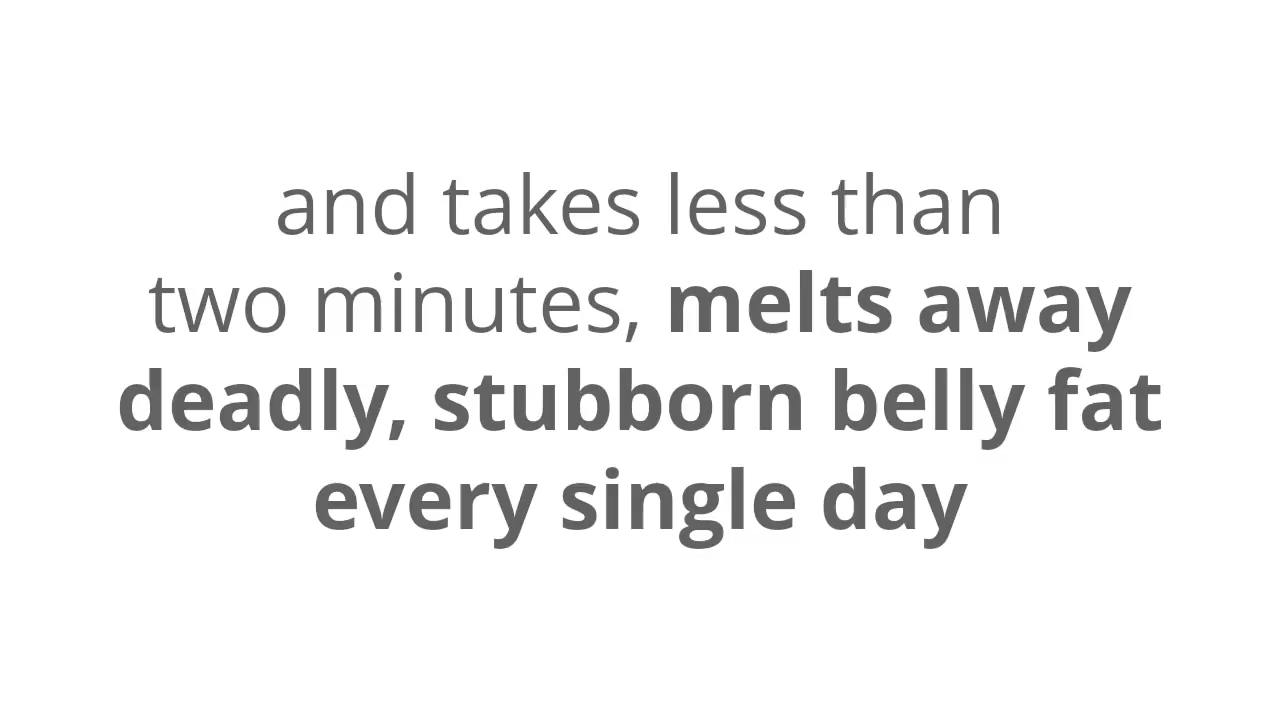 and takes less than
two minutes, melts away
deadly, stubborn belly fat
every single day